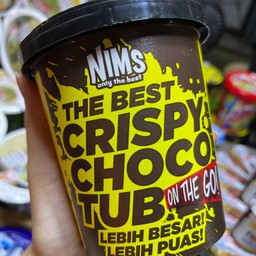 NiMS
only the best
THE BEST
CRISPY
CHOCO
TUB ON THE GO!
LEBIH BESAR!
LEBIH PUAS!